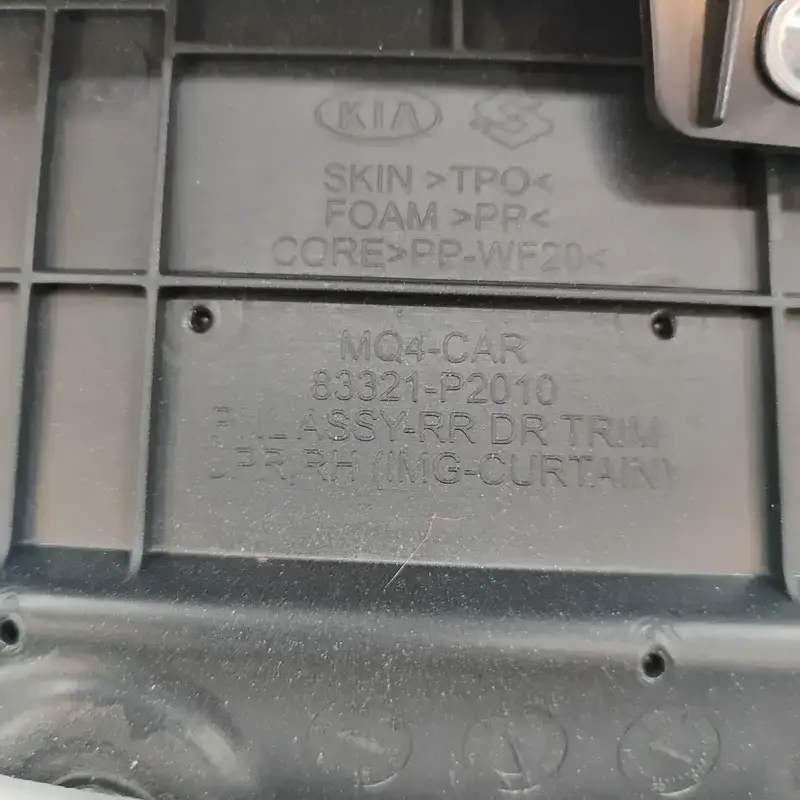 KIA
SKIN >TPO<
FOAM >PP<
CORE>PP-WF20<
MQ4-CAR
83321-P2010
PNL ASSY-RR DR TRIM
UPR,RH (IMG-CURTAIN)